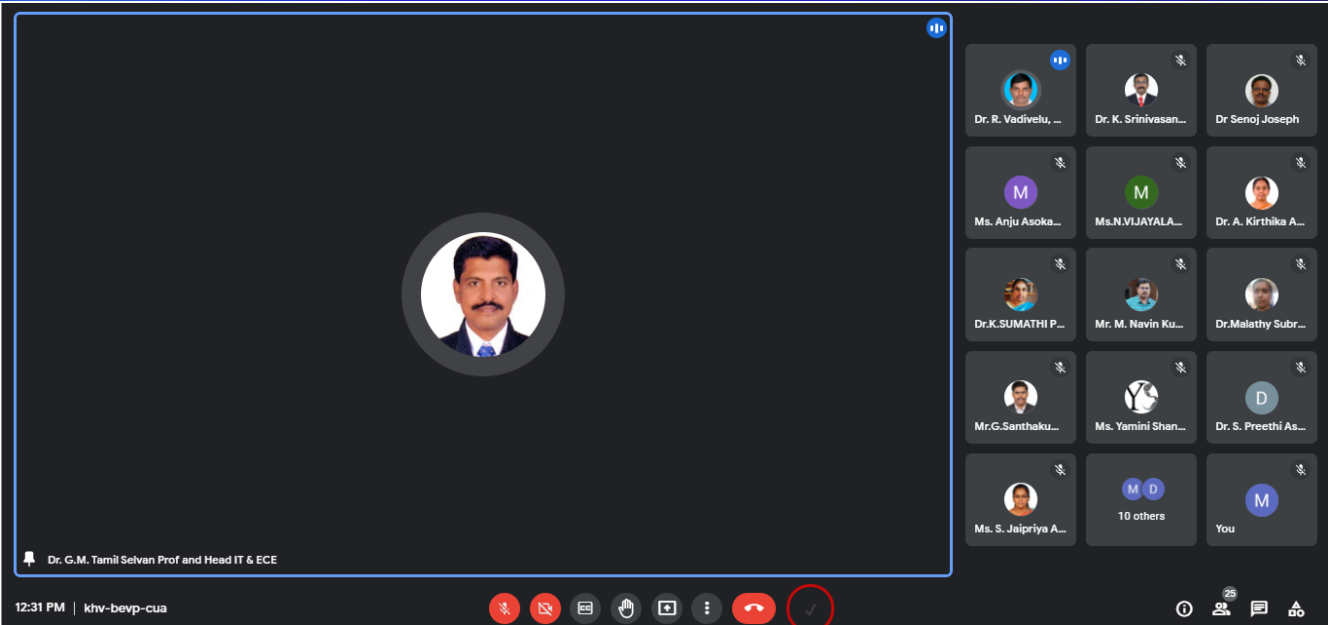 Dr. R. Vadivelu, ...
Dr. K. Srinivasan...
Dr Senoj Joseph
M
Ms. Anju Asoka...
M
Ms.N.VIJAYALA...
Dr. A. Kirthika A...
Dr.K.SUMATHI P...
Mr. M. Navin Ku...
Dr.Malathy Subr...
Mr.G.Santhaku...
Ms. Yamini Shan...
D
Dr. S. Preethi As...
Ms. S. Jaipriya A...
M D
10 others
M
You
Dr. G.M. Tamil Selvan Prof and Head IT & ECE
12:31 PM | khv-bevp-cua
CC
25